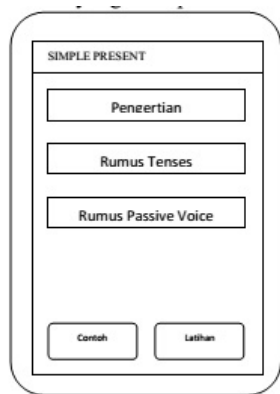 SIMPLE PRESENT
Pengertian
Rumus Tenses
Rumus Passive Voice
Contoh
Latihan